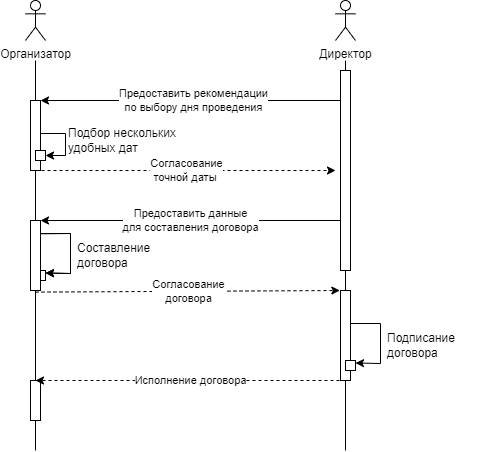 Организатор
Директор
Предоставить рекомендации
по выбору дня проведения
Подбор нескольких
удобных дат
Согласование
точной даты
Предоставить данные
для составления договора
Составление
договора
Согласование
договора
Подписание
договора
Исполнение договора